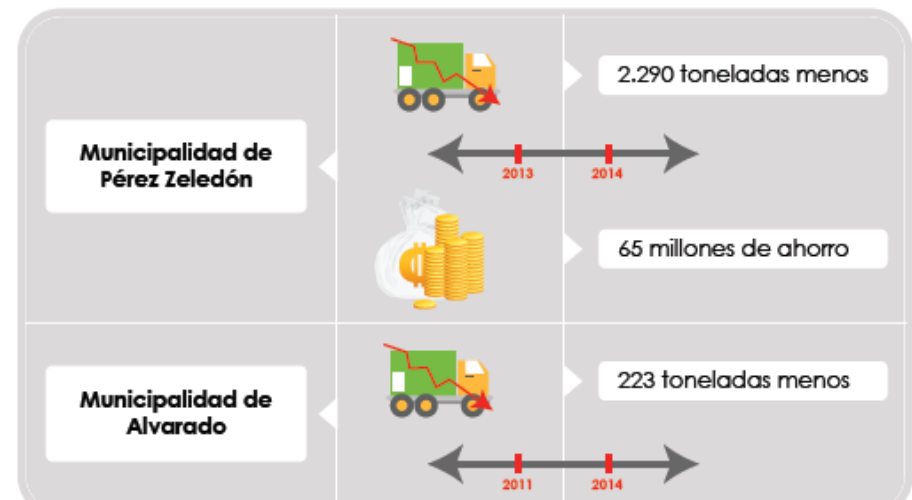 Municipalidad de
Pérez Zeledón
2.290 toneladas menos
2013
2014
65 millones de ahorro
Municipalidad de
Alvarado
223 toneladas menos
2011
2014